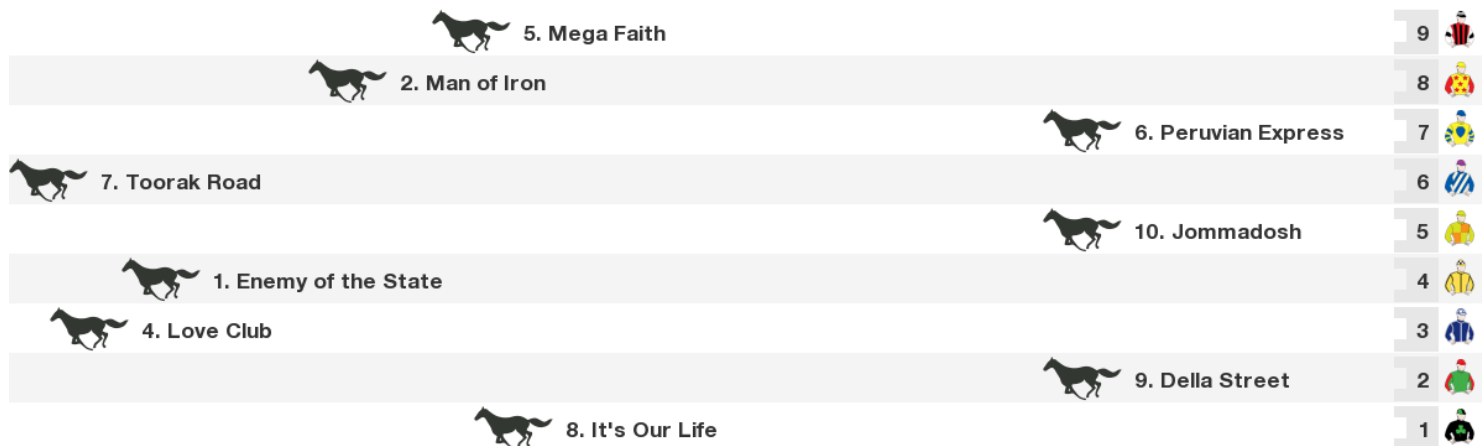 5. Mega Faith 9
2. Man of Iron 8
6. Peruvian Express 7
7. Toorak Road 6
10. Jommadosh 5
1. Enemy of the State 4
4. Love Club 3
9. Della Street 2
8. It's Our Life 1